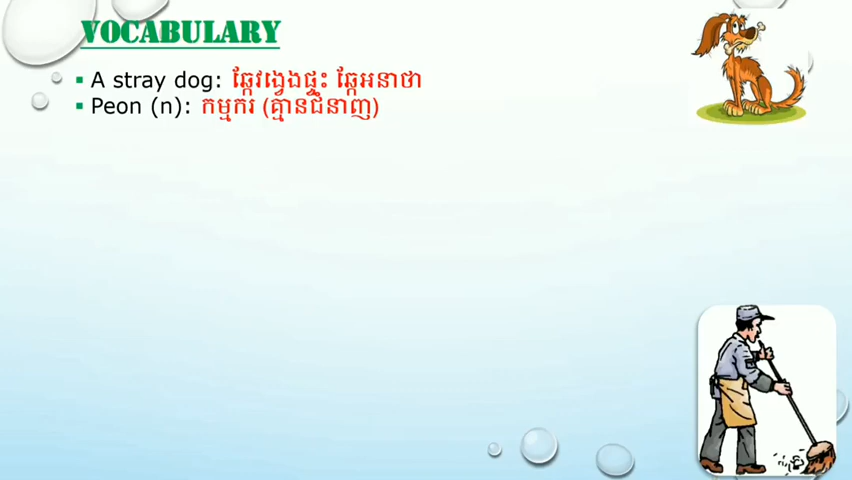 VOCABULARY
A stray dog: ឆ្កែវង្វេងផ្ទះ ឆ្កែអនាថា
Peon (n): កម្មករ (គ្មានជំនាញ)